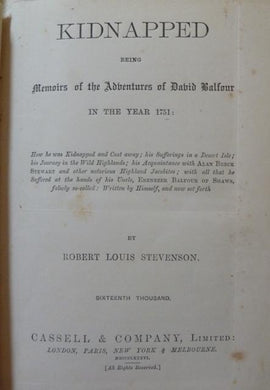 KIDNAPPED
BEING
Memoirs of the Adventures of David Balfour
IN THE YEAR 1751:
How he was Kidnapped and Cast away; his Sufferings in a Desert Isle;
his Journey in the Wild Highlands; his Acquaintance with ALAN BRECK
STEWART and other notorious Highland Jacobites; with all that he
Suffered at the hands of his Uncle, EBENEZER BALFOUR OF SHAWS,
falsely so-called: Written by Himself, and now set forth
BY
ROBERT LOUIS STEVENSON.
SIXTEENTH THOUSAND.
CASSELL & COMPANY, LIMITED:
LONDON, PARIS, NEW YORK & MELBOURNE.
[All Rights Reserved.]